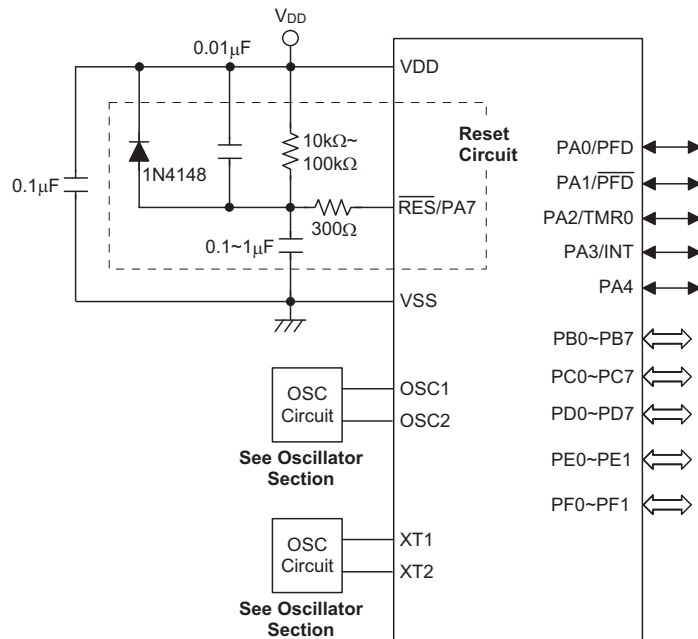 VDD
0.01μF
VDD
Reset
Circuit
10kΩ~
100kΩ
1N4148
0.1μF
RES/PA7
300Ω
0.1~1μF
VSS
PA0/PFD
PA1/PFD
PA2/TMR0
PA3/INT
PA4
PB0~PB7
PC0~PC7
PD0~PD7
PE0~PE1
PF0~PF1
OSC
Circuit
OSC1
OSC2
See Oscillator
Section
OSC
Circuit
XT1
XT2
See Oscillator
Section